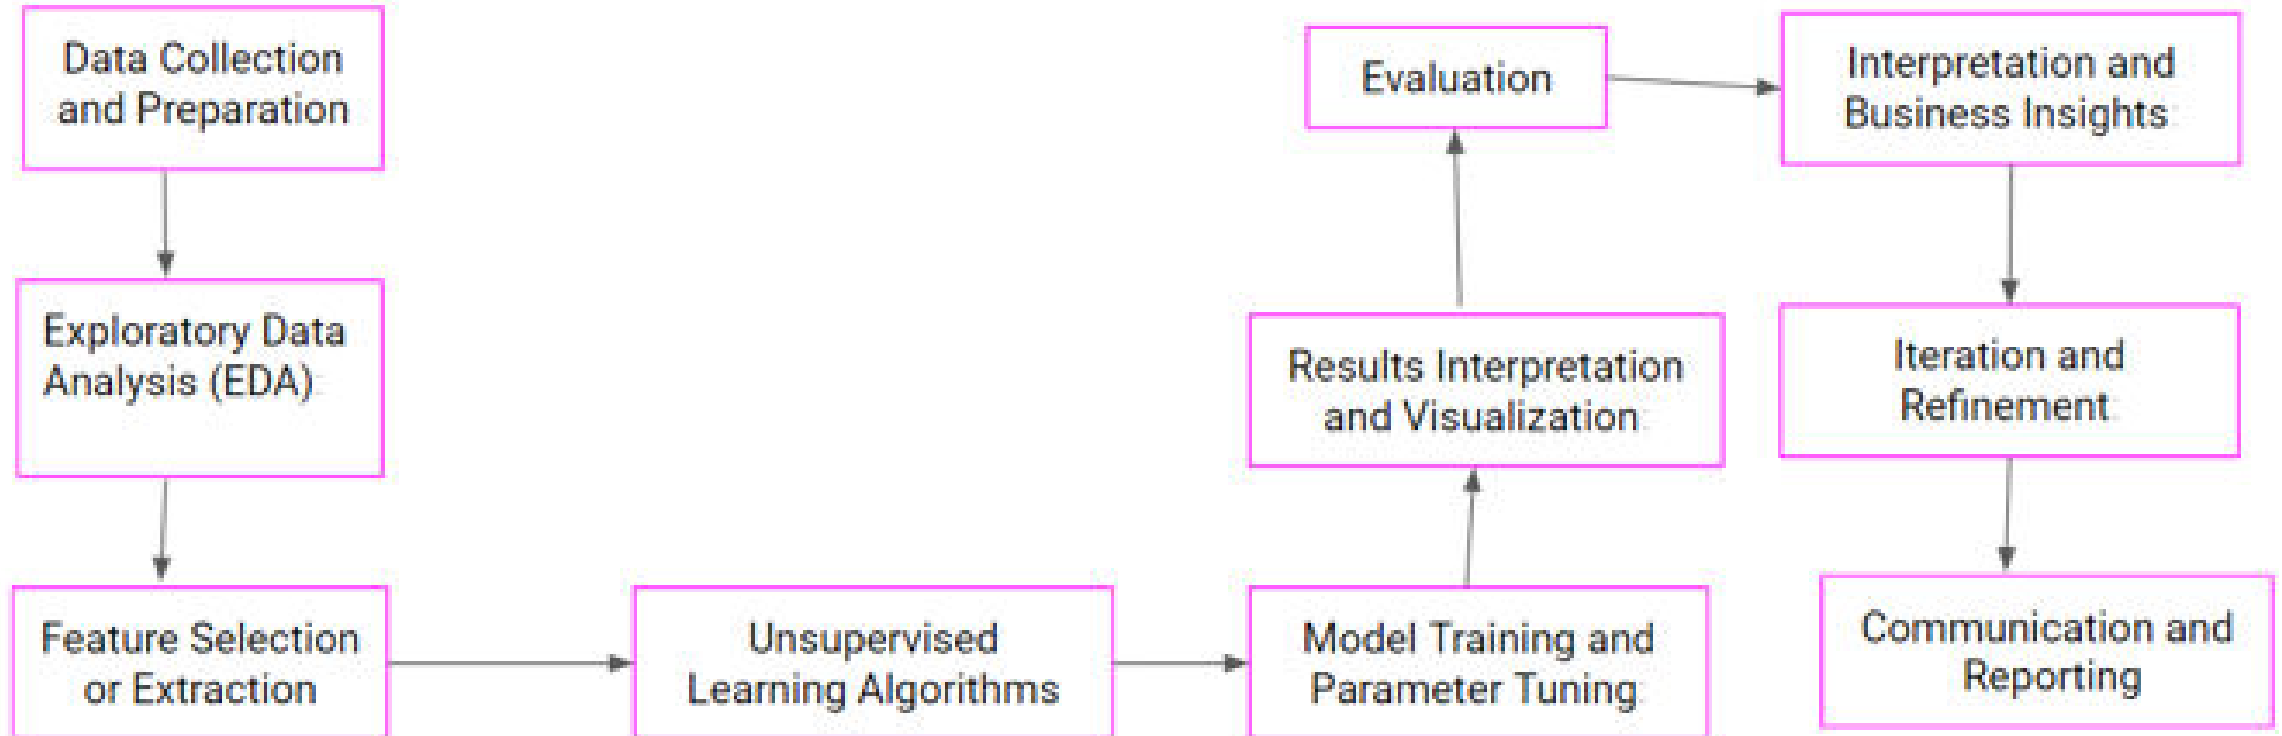 Data Collection
and Preparation
Exploratory Data
Analysis (EDA):
Feature Selection
or Extraction
Unsupervised
Learning Algorithms
Model Training and
Parameter Tuning:
Results Interpretation
and Visualization:
Evaluation
Interpretation and
Business Insights:
Iteration and
Refinement:
Communication and
Reporting